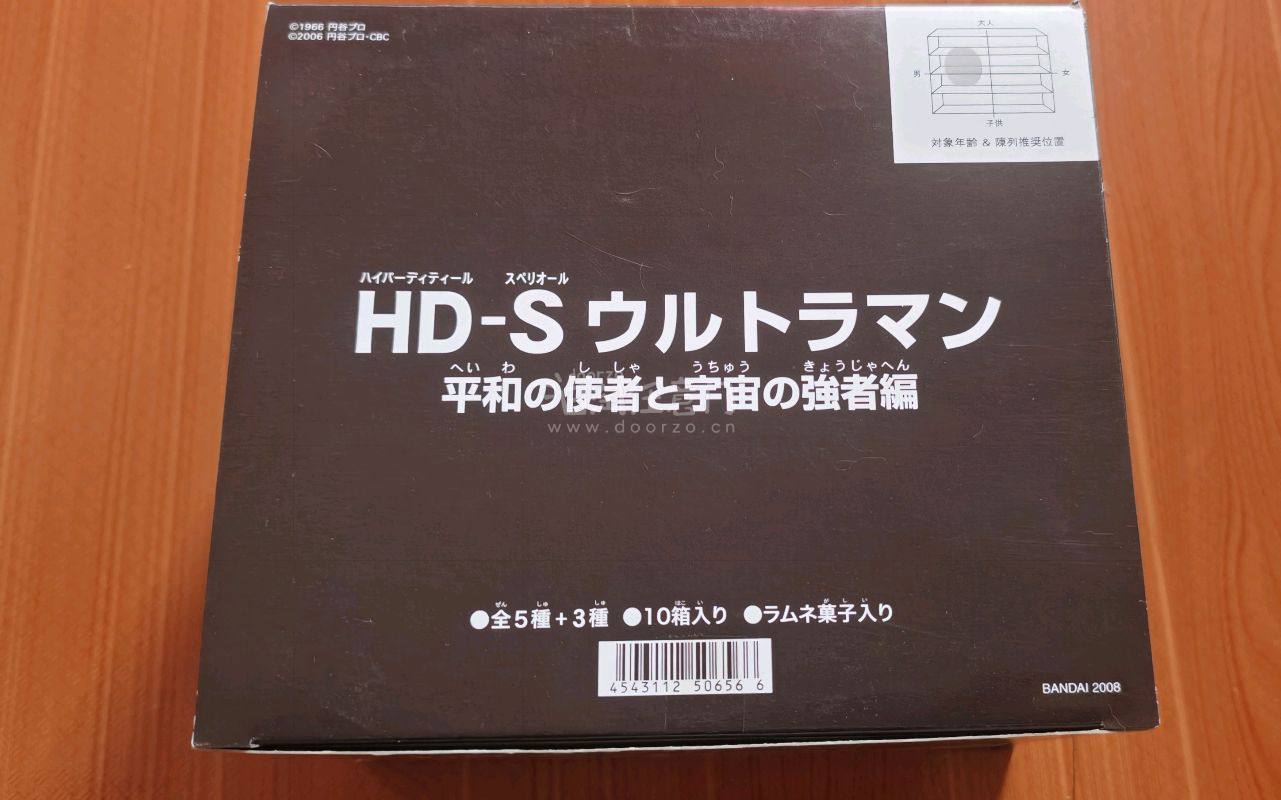 ©1966 円谷プロ
©2006 円谷プロ・CBC
大人
男
女
子供
対象年齢 & 陳列推奨位置
ハイパーディティール スペリオール
HD-S ウルトラマン
へいわ ししゃ うちゅう きょうじゃへん
平和の使者と宇宙の強者編
doorzo
www.doorzo.cn
ぜん しゅ しゅ はこ い がし い
●全5種+3種 ●10箱入り ●ラムネ菓子入り
4543112 50656 6
BANDAI 2008